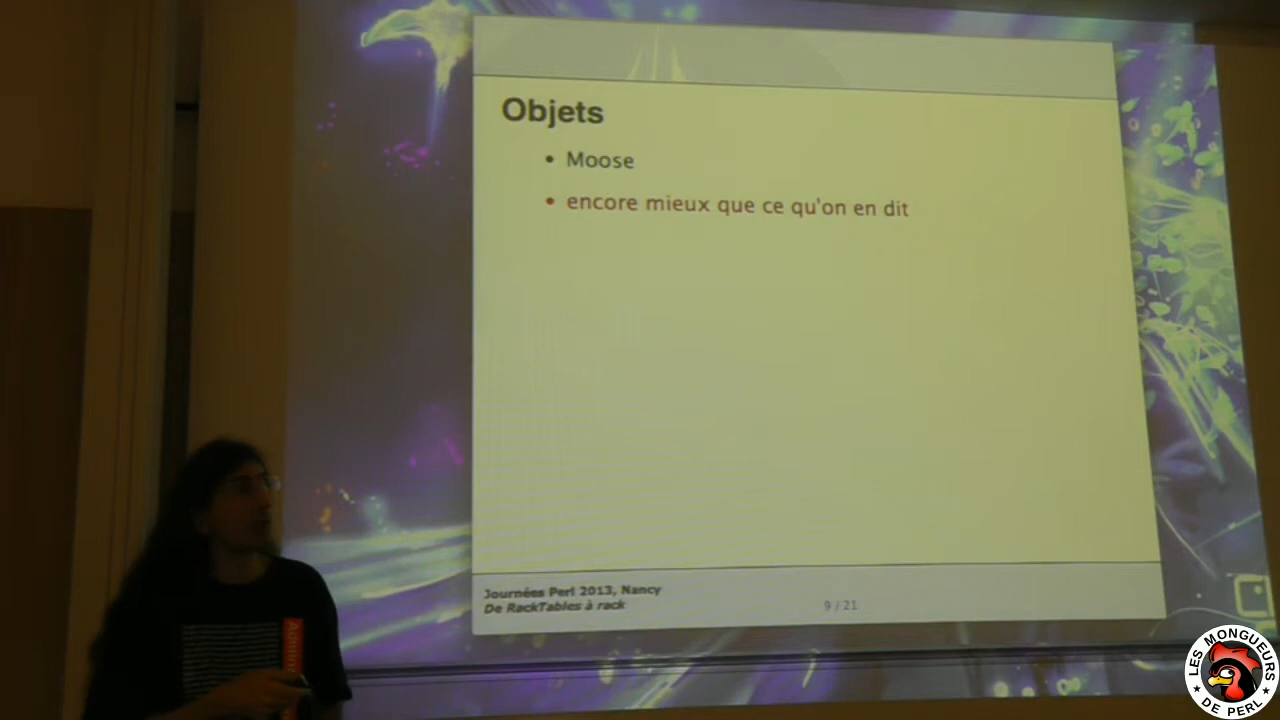 Objets
• Moose
• encore mieux que ce qu'on en dit
Journées Perl 2013, Nancy
De RackTables à rack
9 / 21
LES MONGUEURS
★ DE PERL ★